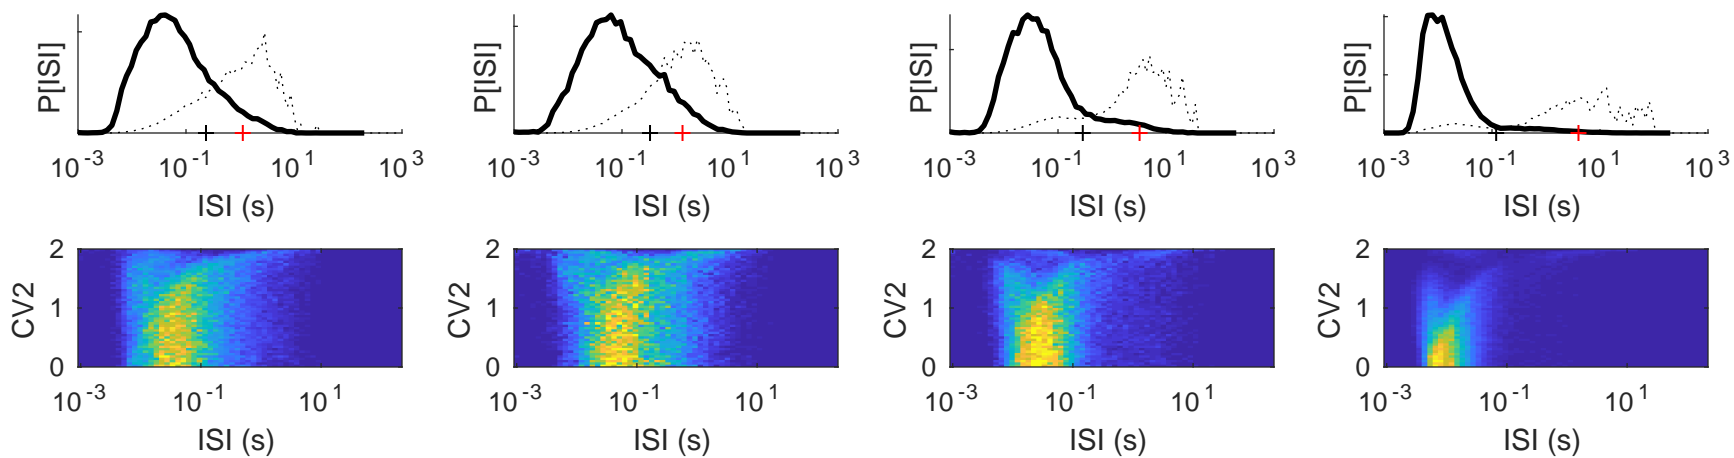 P[ISI] P[ISI] P[ISI] P[ISI]
10^-3 10^-1 10^1 10^3 10^-3 10^-1 10^1 10^3 10^-3 10^-1 10^1 10^3 10^-3 10^-1 10^1 10^3
ISI (s) ISI (s) ISI (s) ISI (s)
2 2 2 2
CV2 CV2 CV2 CV2
1 1 1 1
0 0 0 0
10^-3 10^-1 10^1 10^-3 10^-1 10^1 10^-3 10^-1 10^1 10^-3 10^-1 10^1
ISI (s) ISI (s) ISI (s) ISI (s)